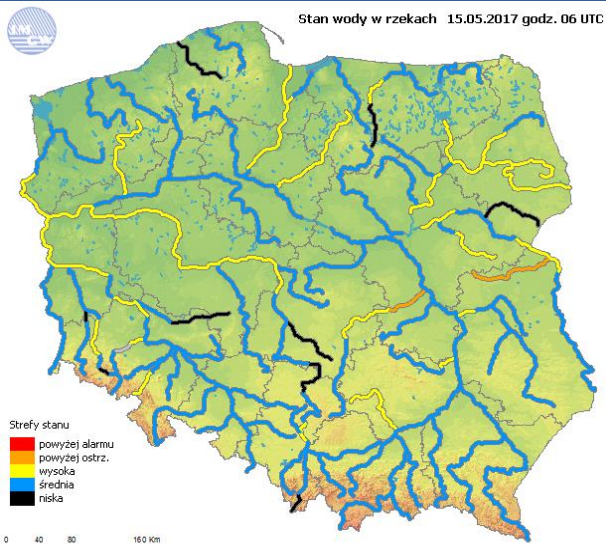 Stan wody w rzekach 15.05.2017 godz. 06 UTC
Strefy stanu
powyżej alarmu
powyżej ostrz.
wysoka
średnia
niska
0 40 80 160 Km